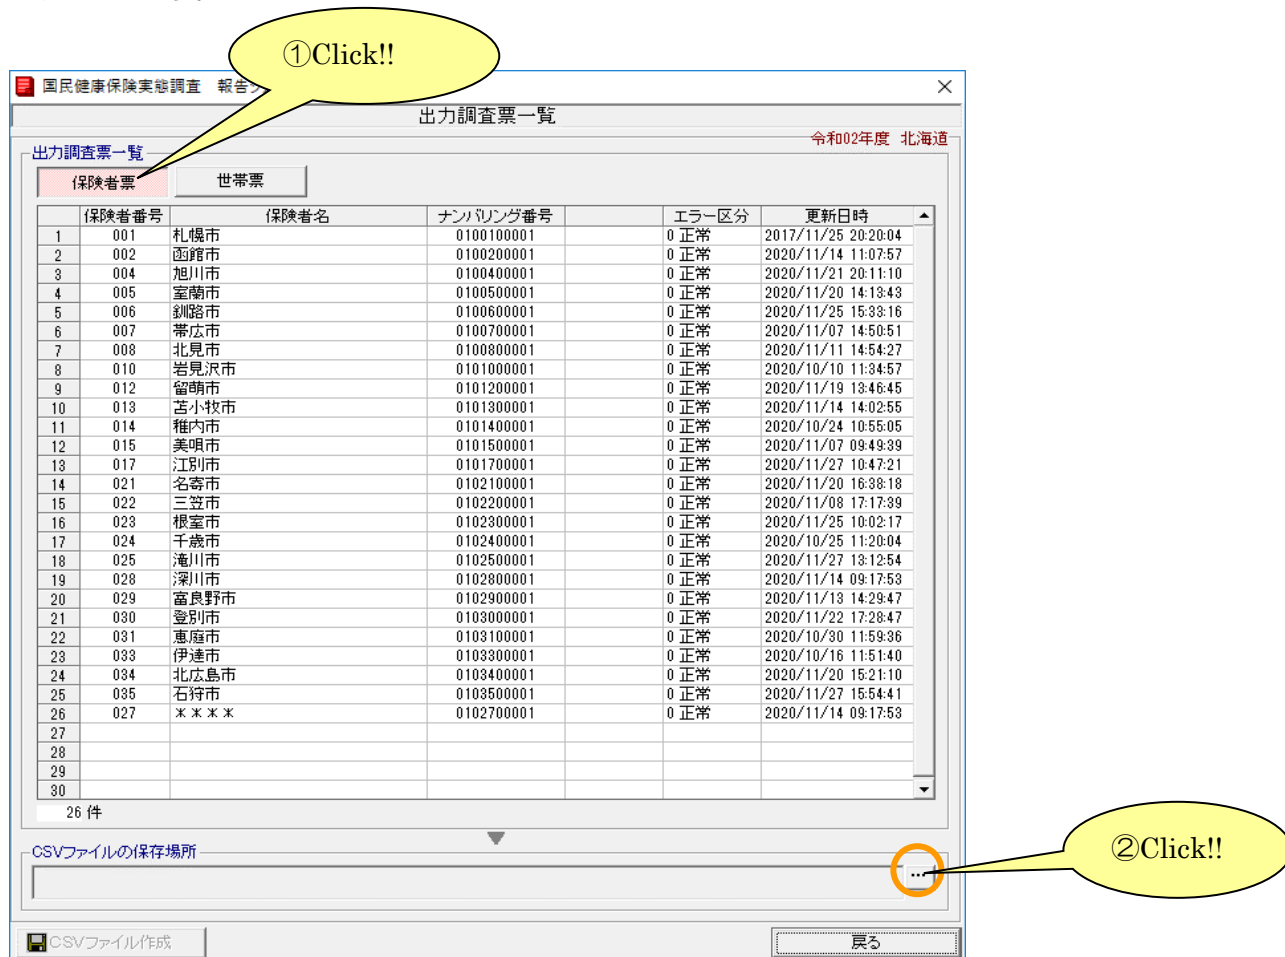 ①Click!!
国民健康保険実態調査 報告
出力調査票一覧
令和02年度 北海道
出力調査票一覧
保険者票 世帯票
保険者番号 保険者名 ナンバリング番号 エラー区分 更新日時
1 001 札幌市 0100100001 0 正常 2017/11/25 20:20:04
2 002 函館市 0100200001 0 正常 2020/11/14 11:07:57
3 004 旭川市 0100400001 0 正常 2020/11/21 20:11:10
4 005 室蘭市 0100500001 0 正常 2020/11/20 14:13:43
5 006 釧路市 0100600001 0 正常 2020/11/25 15:33:16
6 007 帯広市 0100700001 0 正常 2020/11/07 14:50:51
7 008 北見市 0100800001 0 正常 2020/11/11 14:54:27
8 010 岩見沢市 0101000001 0 正常 2020/10/10 11:34:57
9 012 留萌市 0101200001 0 正常 2020/11/19 13:46:45
10 013 苫小牧市 0101300001 0 正常 2020/11/14 14:02:55
11 014 稚内市 0101400001 0 正常 2020/10/24 10:55:05
12 015 美唄市 0101500001 0 正常 2020/11/07 09:49:39
13 017 江別市 0101700001 0 正常 2020/11/27 10:47:21
14 021 名寄市 0102100001 0 正常 2020/11/20 16:38:18
15 022 三笠市 0102200001 0 正常 2020/11/08 17:17:39
16 023 根室市 0102300001 0 正常 2020/11/25 10:02:17
17 024 千歳市 0102400001 0 正常 2020/10/25 11:20:04
18 025 滝川市 0102500001 0 正常 2020/11/27 13:12:54
19 028 深川市 0102800001 0 正常 2020/11/14 09:17:53
20 029 富良野市 0102900001 0 正常 2020/11/13 14:29:47
21 030 登別市 0103000001 0 正常 2020/11/22 17:28:47
22 031 恵庭市 0103100001 0 正常 2020/10/30 11:59:36
23 033 伊達市 0103300001 0 正常 2020/10/16 11:51:40
24 034 北広島市 0103400001 0 正常 2020/11/20 15:21:10
25 035 石狩市 0103500001 0 正常 2020/11/27 15:54:41
26 027 **** 0102700001 0 正常 2020/11/14 09:17:53
27
28
29
30
26 件
CSVファイルの保存場所
...
②Click!!
CSVファイル作成 戻る